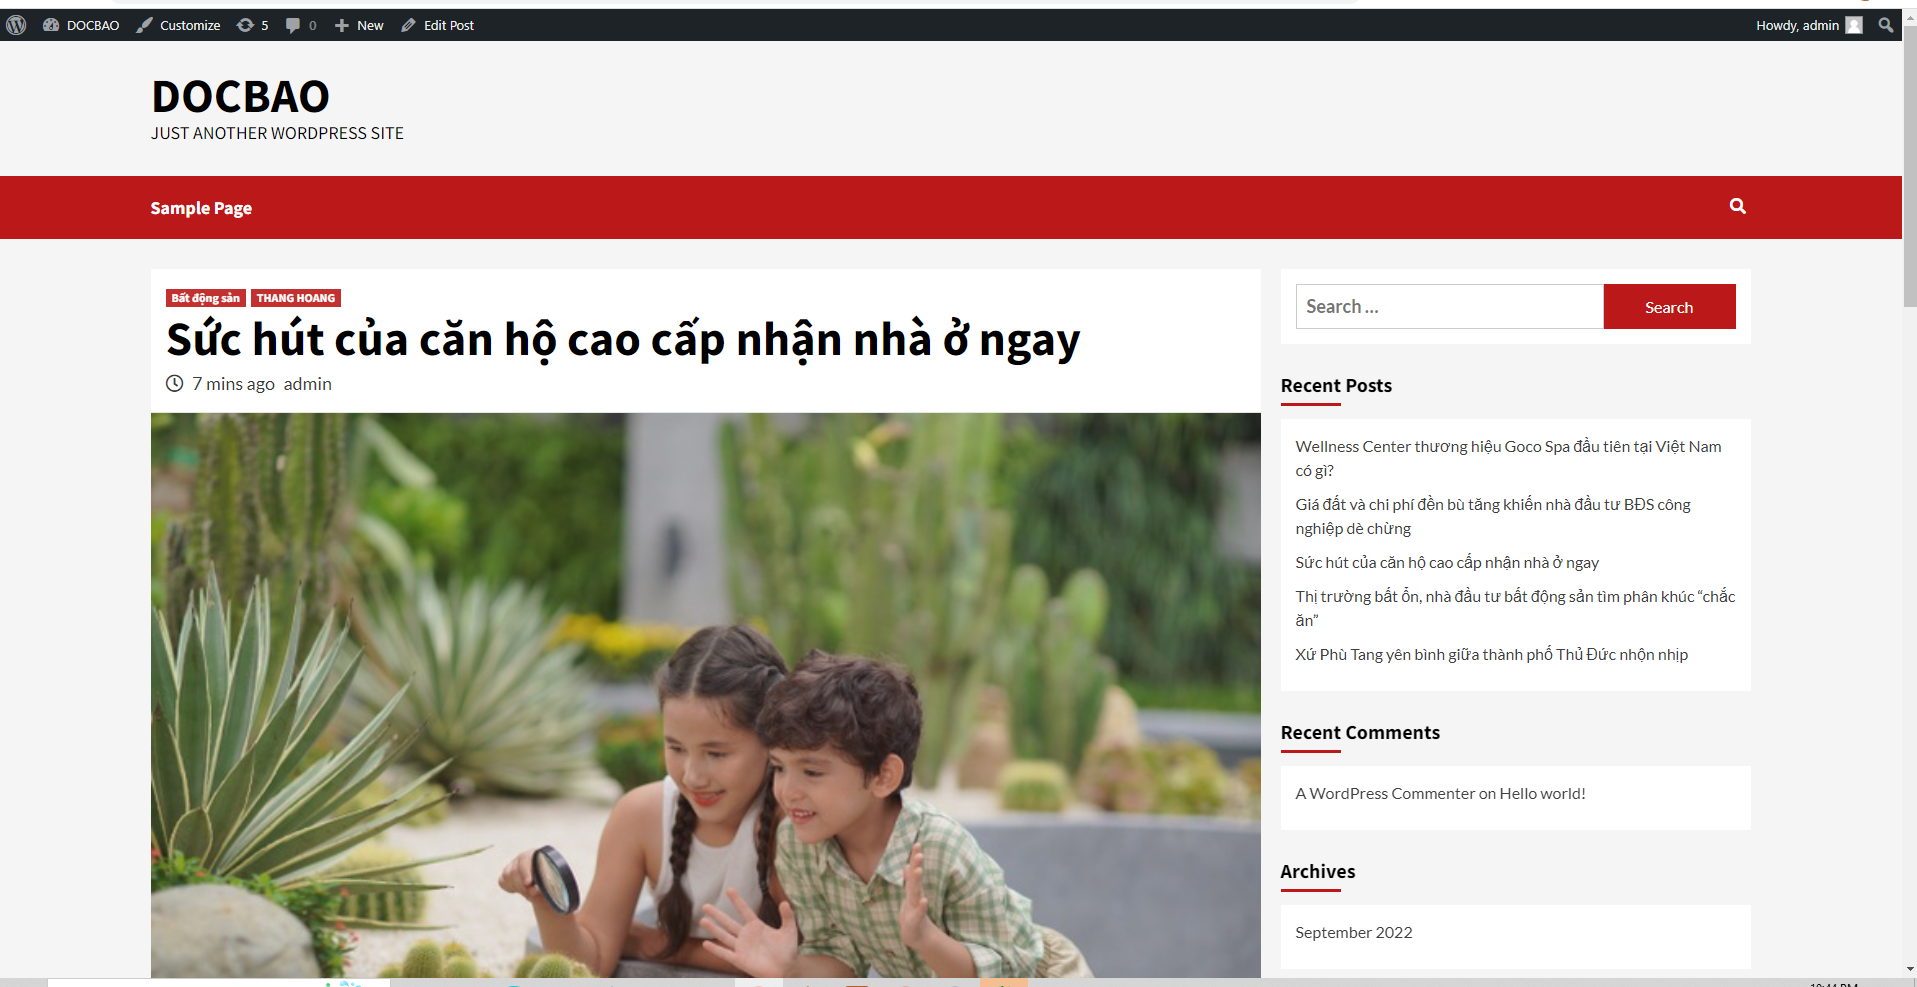 DOCBAO
Customize
5
0
New
Edit Post
Howdy, admin
DOCBAO
JUST ANOTHER WORDPRESS SITE
Sample Page
Bất động sản
THANG HOANG
Sức hút của căn hộ cao cấp nhận nhà ở ngay
7 mins ago admin
Search ...
Search
Recent Posts
Wellness Center thương hiệu Goco Spa đầu tiên tại Việt Nam
có gì?
Giá đất và chi phí đền bù tăng khiến nhà đầu tư BĐS công
nghiệp dè chừng
Sức hút của căn hộ cao cấp nhận nhà ở ngay
Thị trường bất ổn, nhà đầu tư bất động sản tìm phân khúc “chắc
ăn”
Xứ Phù Tang yên bình giữa thành phố Thủ Đức nhộn nhịp
Recent Comments
A WordPress Commenter on Hello world!
Archives
September 2022